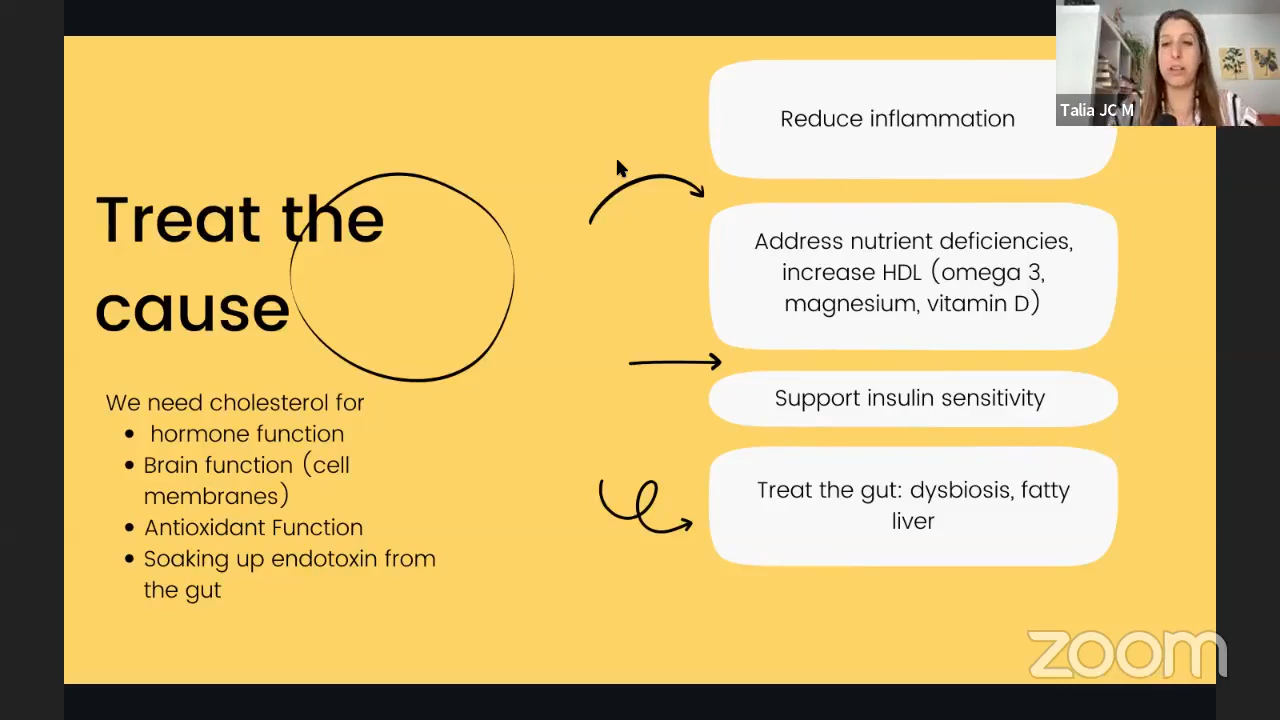 Treat the
cause
We need cholesterol for
• hormone function
• Brain function (cell
membranes)
• Antioxidant Function
• Soaking up endotoxin from
the gut
Reduce inflammation
Address nutrient deficiencies,
increase HDL (omega 3,
magnesium, vitamin D)
Support insulin sensitivity
Treat the gut: dysbiosis, fatty
liver
Talia JC M
zoom